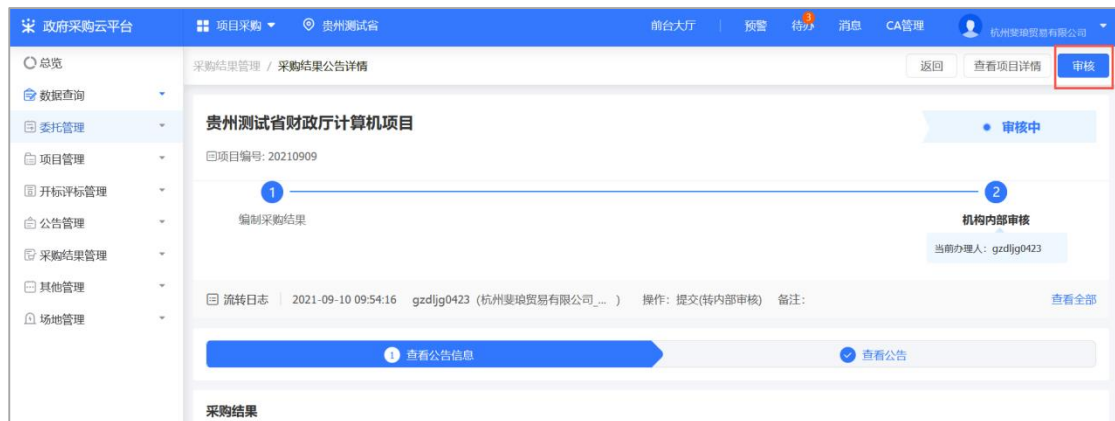 政府采购云平台
项目采购
贵州测试省
前台大厅
预警
待办
3
消息
CA管理
杭州斐琅贸易有限公司
总览
数据查询
委托管理
项目管理
开标评标管理
公告管理
采购结果管理
其他管理
场地管理
采购结果管理 / 采购结果公告详情
返回
查看项目详情
审核
贵州测试省财政厅计算机项目
审核中
项目编号: 20210909
1
2
编制采购结果
机构内部审核
当前办理人: gzdljg0423
流转日志
2021-09-10 09:54:16 gzdljg0423 (杭州斐琅贸易有限公司_... ) 操作: 提交(转内部审核) 备注:
查看全部
1 查看公告信息
查看公告
采购结果